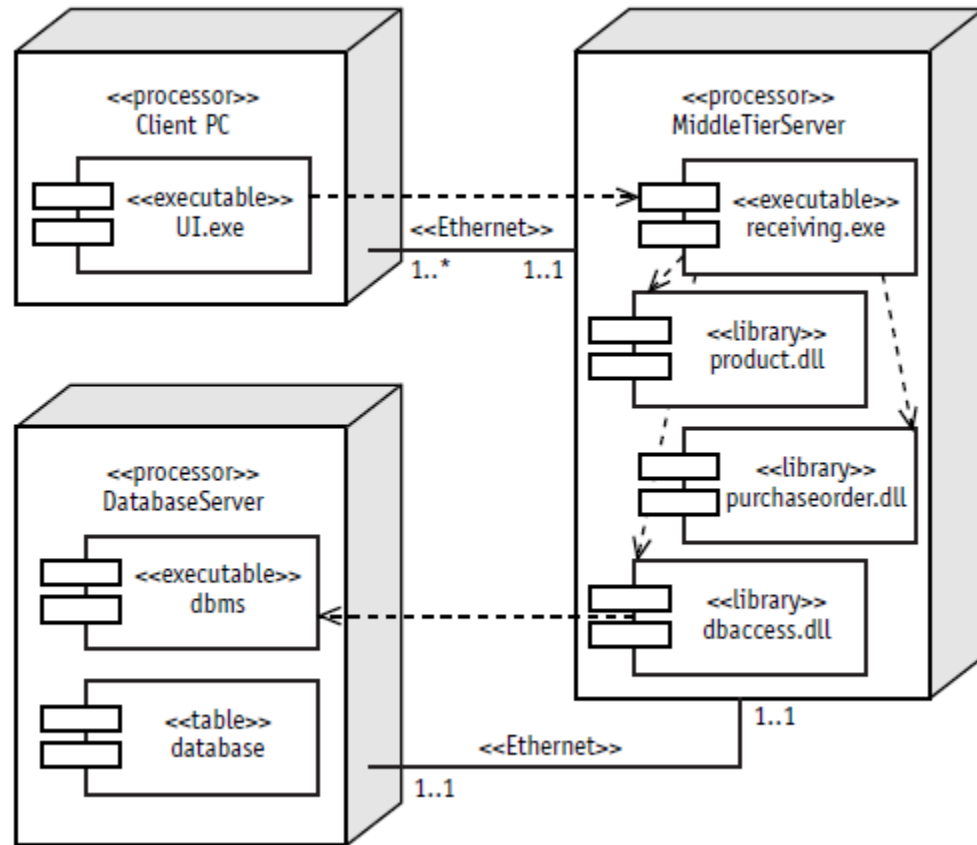 <<processor>>
Client PC
<<executable>>
UI.exe
<<Ethernet>>
1..*
1..1
<<processor>>
MiddleTierServer
<<executable>>
receiving.exe
<<library>>
product.dll
<<library>>
purchaseorder.dll
<<library>>
dbaccess.dll
<<processor>>
DatabaseServer
<<executable>>
dbms
<<table>>
database
<<Ethernet>>
1..1
1..1